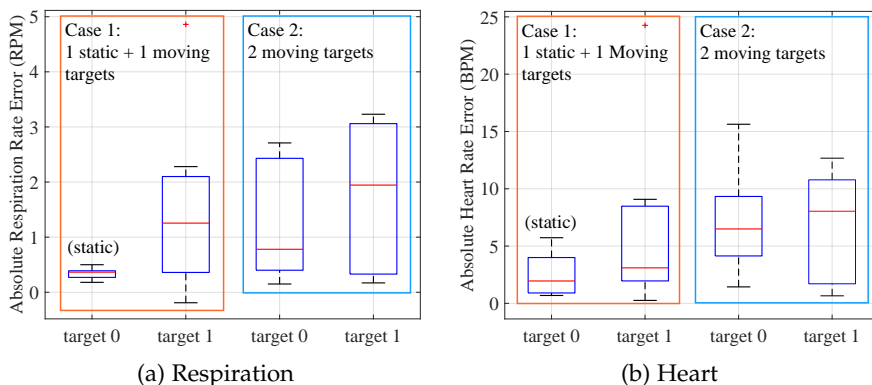 Absolute Respiration Rate Error (RPM)
5
4
3
2
1
0
Case 1:
1 static + 1 moving
targets
Case 2:
2 moving targets
(static)
target 0
target 1
target 0
target 1
(a) Respiration
Absolute Heart Rate Error (BPM)
25
20
15
10
5
0
Case 1:
1 static + 1 Moving
targets
Case 2:
2 moving targets
(static)
target 0
target 1
target 0
target 1
(b) Heart